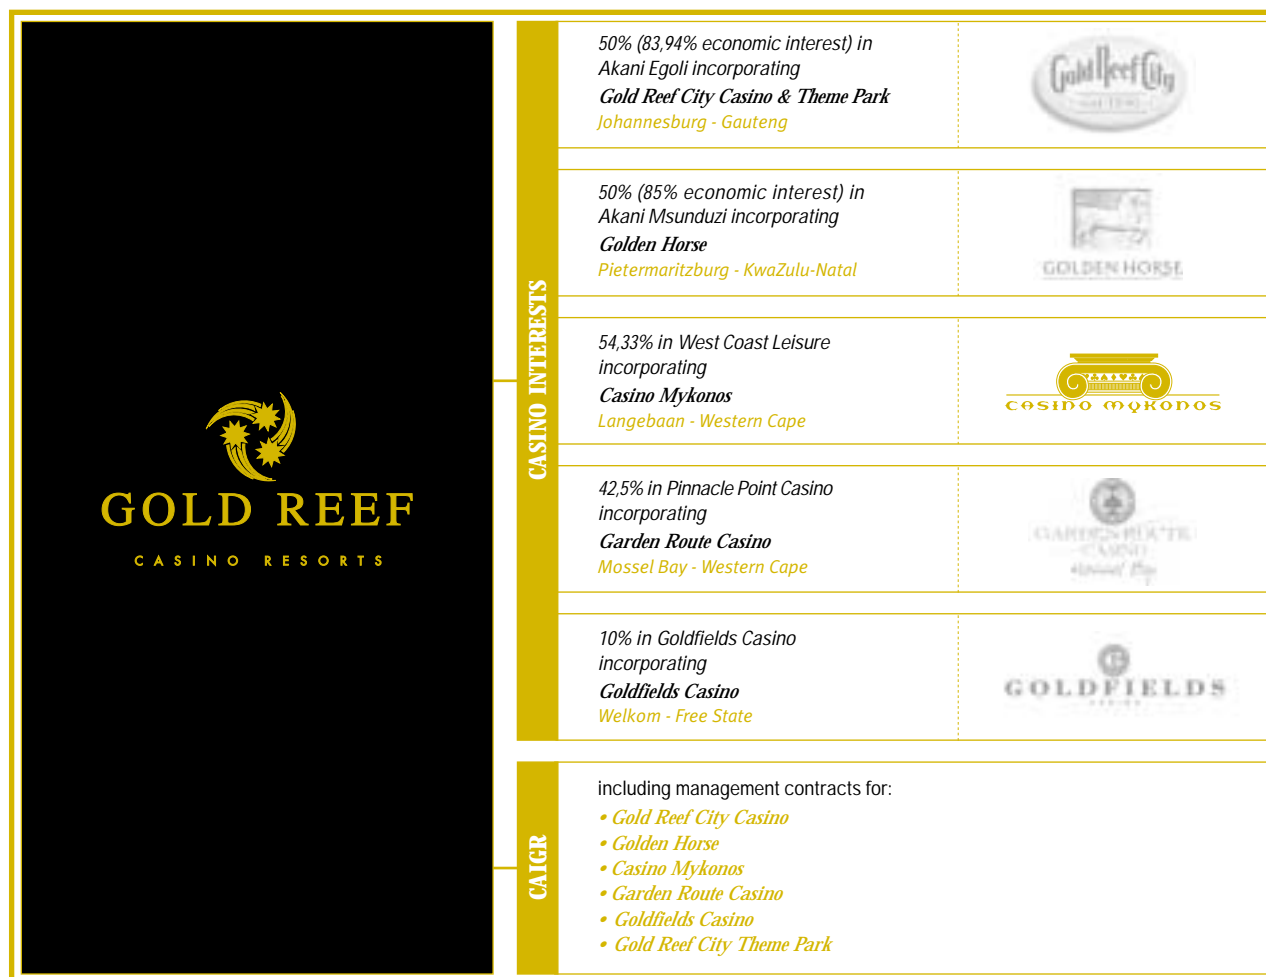 GOLD REEF
CASINO RESORTS
CASINO INTERESTS
50% (83,94% economic interest) in
Akani Egoli incorporating
Gold Reef City Casino & Theme Park
Johannesburg - Gauteng
Gold Reef City
50% (85% economic interest) in
Akani Msunduzi incorporating
Golden Horse
Pietermaritzburg - KwaZulu-Natal
GOLDEN HORSE
54,33% in West Coast Leisure
incorporating
Casino Mykonos
Langebaan - Western Cape
CASINO MYKONOS
42,5% in Pinnacle Point Casino
incorporating
Garden Route Casino
Mossel Bay - Western Cape
GARDEN ROUTE
CASINO
Mossel Bay
10% in Goldfields Casino
incorporating
Goldfields Casino
Welkom - Free State
GOLDFIELDS
CAIGR
including management contracts for:
• Gold Reef City Casino
• Golden Horse
• Casino Mykonos
• Garden Route Casino
• Goldfields Casino
• Gold Reef City Theme Park